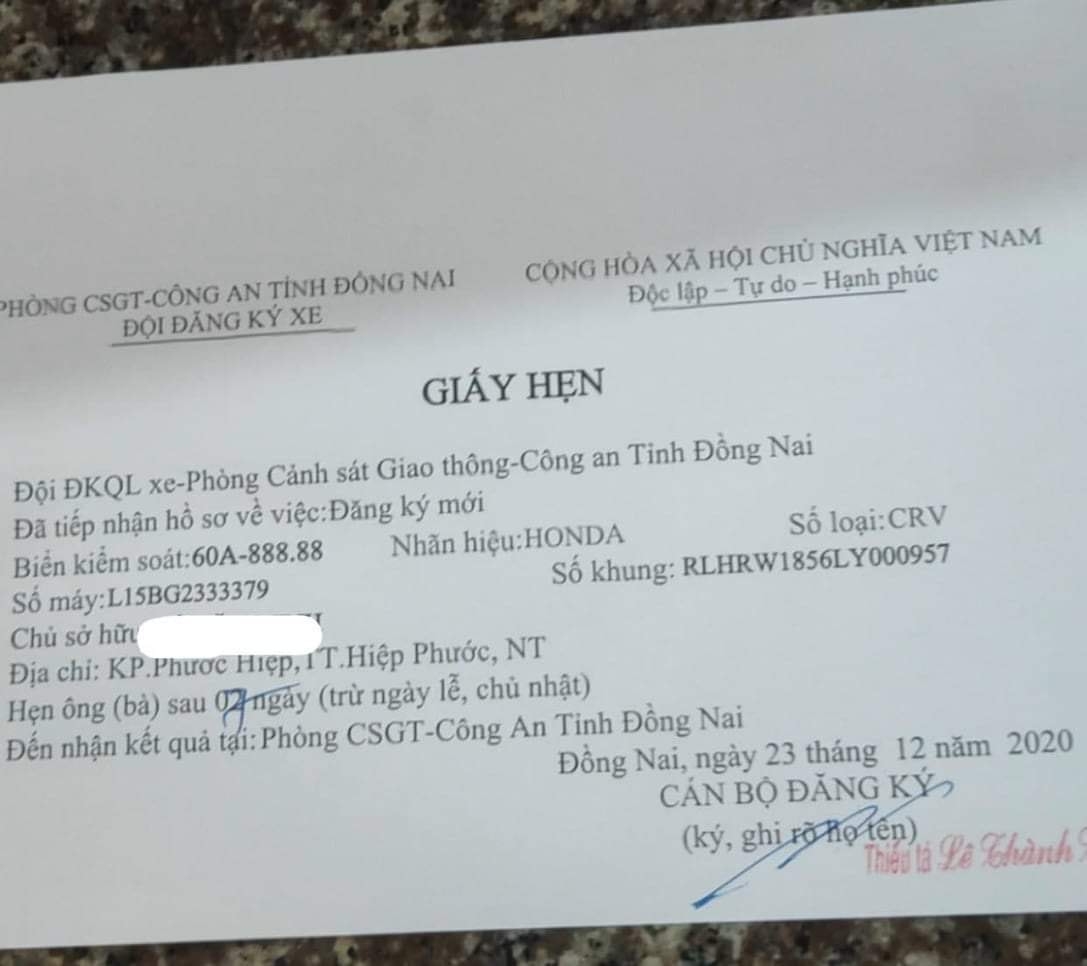 PHÒNG CSGT-CÔNG AN TỈNH ĐỒNG NAI
ĐỘI ĐĂNG KÝ XE
CỘNG HÒA XÃ HỘI CHỦ NGHĨA VIỆT NAM
Độc lập – Tự do – Hạnh phúc
GIẤY HẸN
Đội ĐKQL xe-Phòng Cảnh sát Giao thông-Công an Tỉnh Đồng Nai
Đã tiếp nhận hồ sơ về việc:Đăng ký mới
Biển kiểm soát:60A-888.88 Nhãn hiệu:HONDA Số loại:CRV
Số máy:L15BG2333379 Số khung: RLHRW1856LY000957
Chủ sở hữu
Địa chỉ: KP.Phước Hiệp,TT.Hiệp Phước, NT
Hẹn ông (bà) sau 02 ngày (trừ ngày lễ, chủ nhật)
Đến nhận kết quả tại:Phòng CSGT-Công An Tỉnh Đồng Nai
Đồng Nai, ngày 23 tháng 12 năm 2020
CÁN BỘ ĐĂNG KÝ
(ký, ghi rõ họ tên)
Thiếu tá Lê Thành